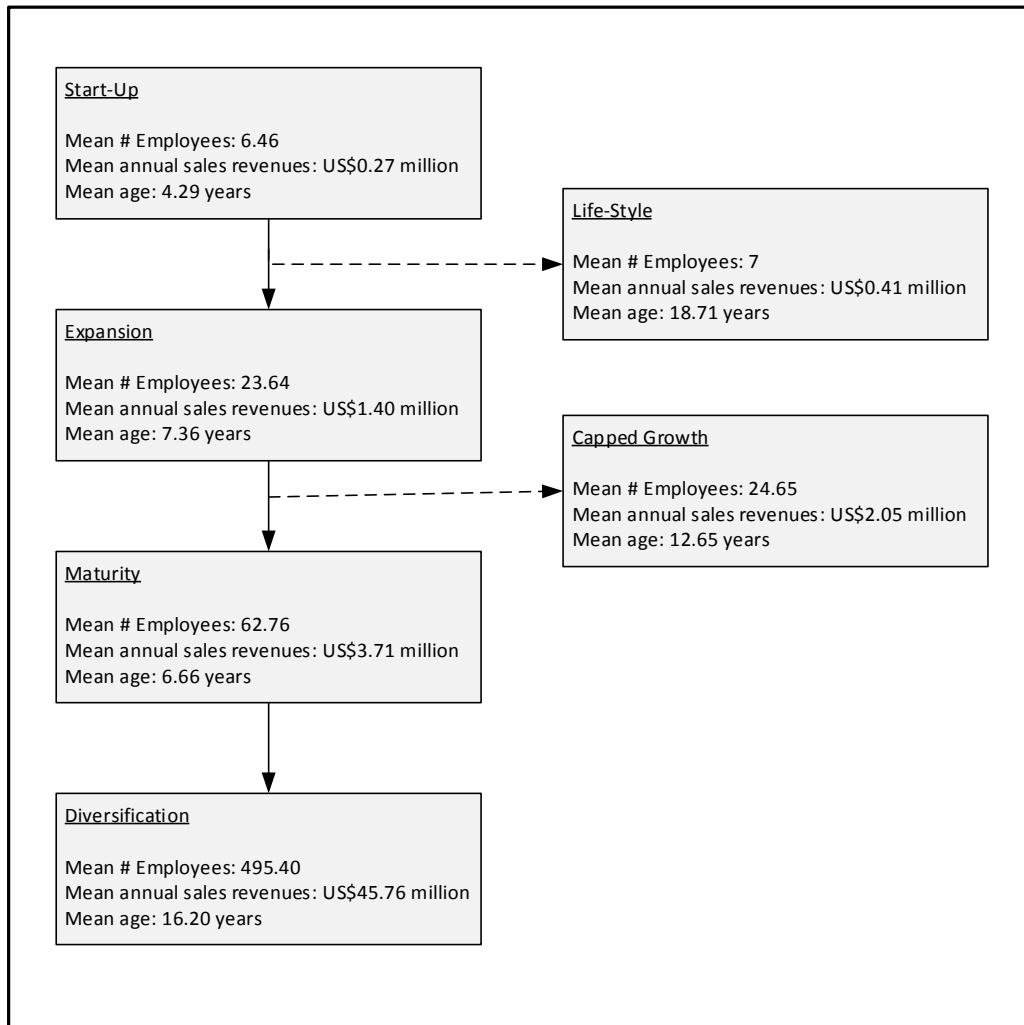 Start-Up
Mean # Employees: 6.46
Mean annual sales revenues: US$0.27 million
Mean age: 4.29 years
Life-Style
Mean # Employees: 7
Mean annual sales revenues: US$0.41 million
Mean age: 18.71 years
Expansion
Mean # Employees: 23.64
Mean annual sales revenues: US$1.40 million
Mean age: 7.36 years
Capped Growth
Mean # Employees: 24.65
Mean annual sales revenues: US$2.05 million
Mean age: 12.65 years
Maturity
Mean # Employees: 62.76
Mean annual sales revenues: US$3.71 million
Mean age: 6.66 years
Diversification
Mean # Employees: 495.40
Mean annual sales revenues: US$45.76 million
Mean age: 16.20 years